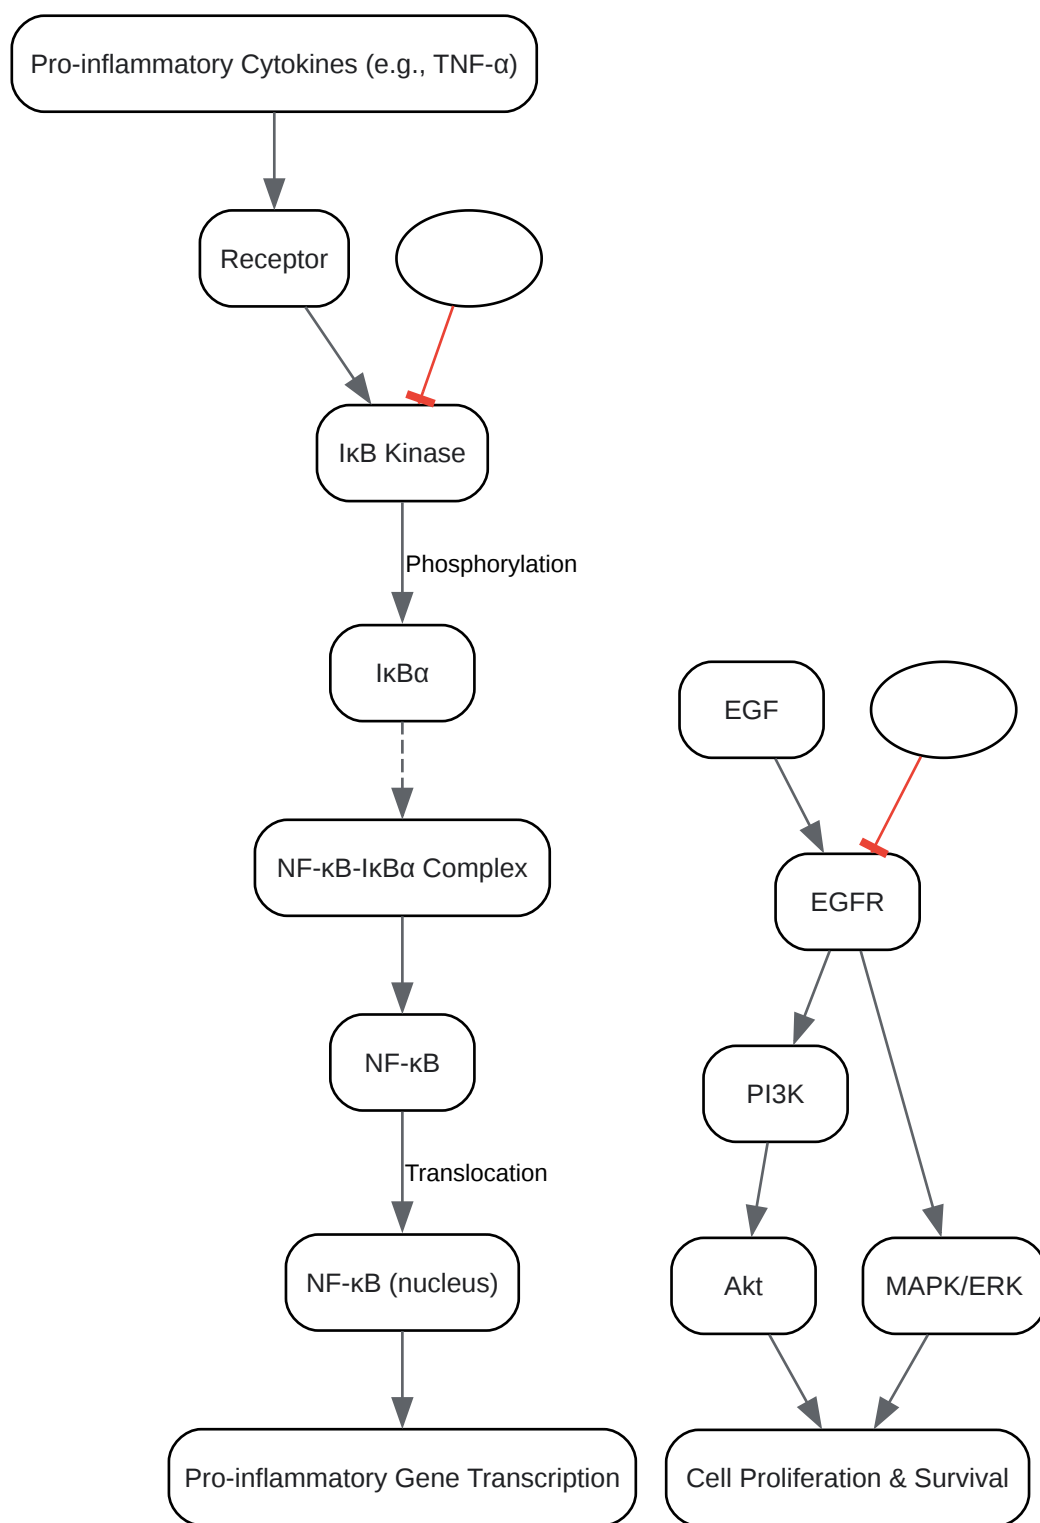 Pro-inflammatory Cytokines (e.g., TNF-α)
Receptor
IκB Kinase
Phosphorylation
IκBα
NF-κB-IκBα Complex
NF-κB
Translocation
NF-κB (nucleus)
Pro-inflammatory Gene Transcription
EGF
EGFR
PI3K
Akt
MAPK/ERK
Cell Proliferation & Survival